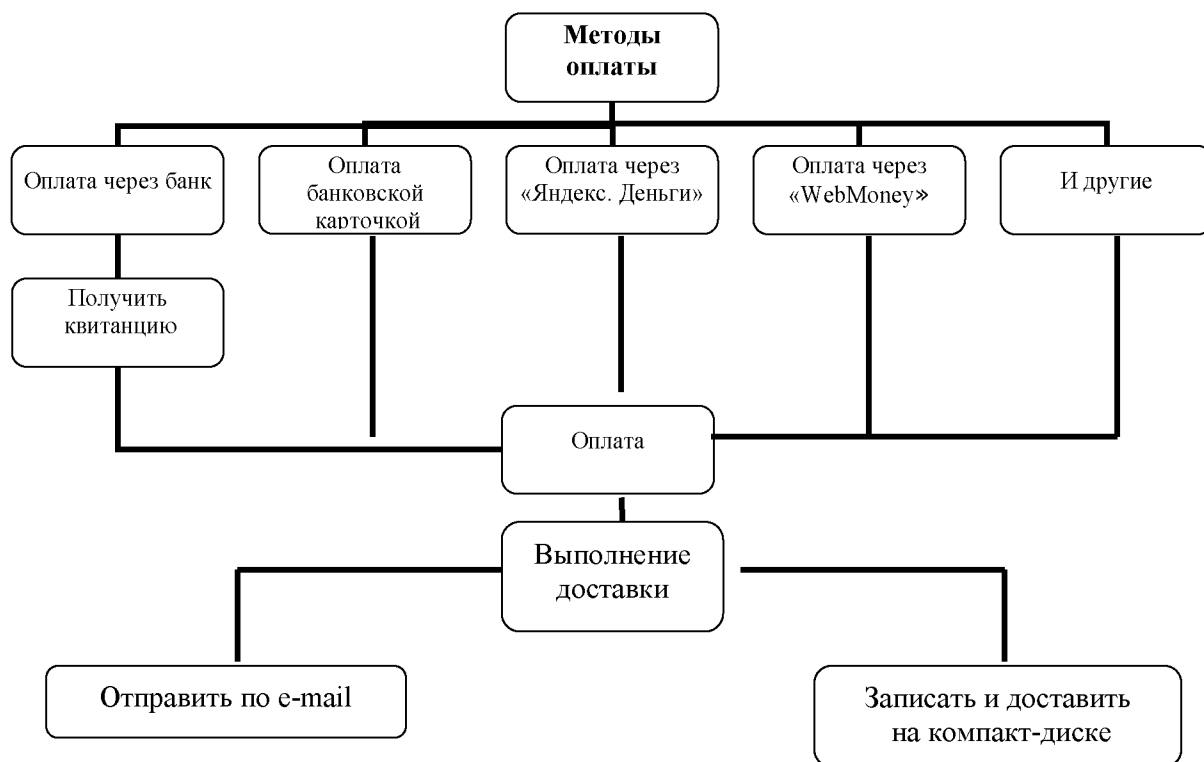 Методы
оплаты
Оплата через банк
Оплата
банковской
карточкой
Оплата через
«Яндекс. Деньги»
Оплата через
«WebMoney»
И другие
Получить
квитанцию
Оплата
Выполнение
доставки
Отправить по e-mail
Записать и доставить
на компакт-диске